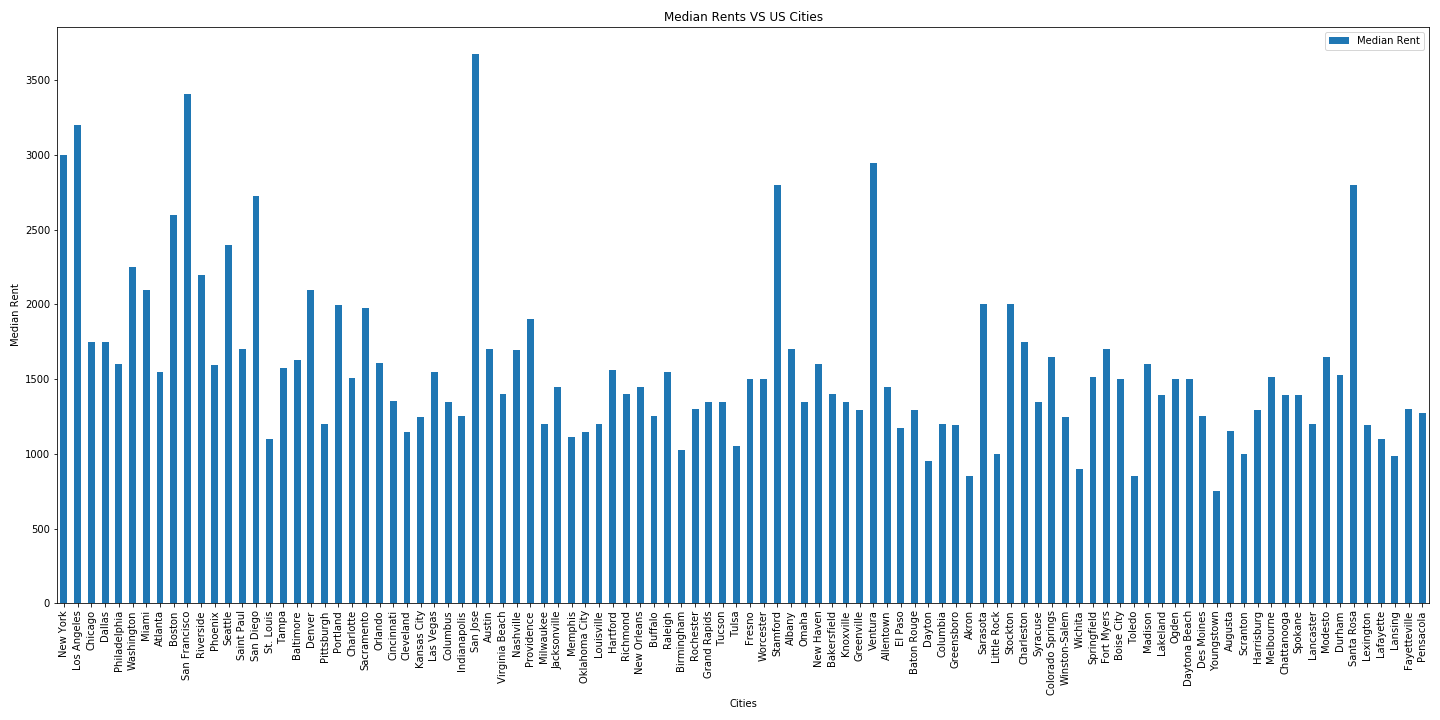 Median Rents VS US Cities
Median Rent
3500
3000
2500
2000
1500
1000
500
0
Median Rent
New York
Los Angeles
Chicago
Dallas
Philadelphia
Washington
Miami
Atlanta
Boston
San Francisco
Riverside
Phoenix
Seattle
Saint Paul
San Diego
St. Louis
Tampa
Baltimore
Denver
Pittsburgh
Portland
Charlotte
Sacramento
Orlando
Cincinnati
Cleveland
Kansas City
Las Vegas
Columbus
Indianapolis
San Jose
Austin
Virginia Beach
Nashville
Providence
Milwaukee
Jacksonville
Memphis
Oklahoma City
Louisville
Hartford
Richmond
New Orleans
Buffalo
Raleigh
Birmingham
Rochester
Grand Rapids
Tucson
Tulsa
Fresno
Worcester
Stamford
Albany
Omaha
New Haven
Bakersfield
Knoxville
Greenville
Ventura
Allentown
El Paso
Baton Rouge
Dayton
Columbia
Greensboro
Akron
Sarasota
Little Rock
Stockton
Charleston
Syracuse
Colorado Springs
Winston-Salem
Wichita
Springfield
Fort Myers
Boise City
Toledo
Madison
Lakeland
Ogden
Daytona Beach
Des Moines
Youngstown
Augusta
Scranton
Harrisburg
Melbourne
Chattanooga
Spokane
Lancaster
Modesto
Durham
Santa Rosa
Lexington
Lafayette
Lansing
Fayetteville
Pensacola
Cities